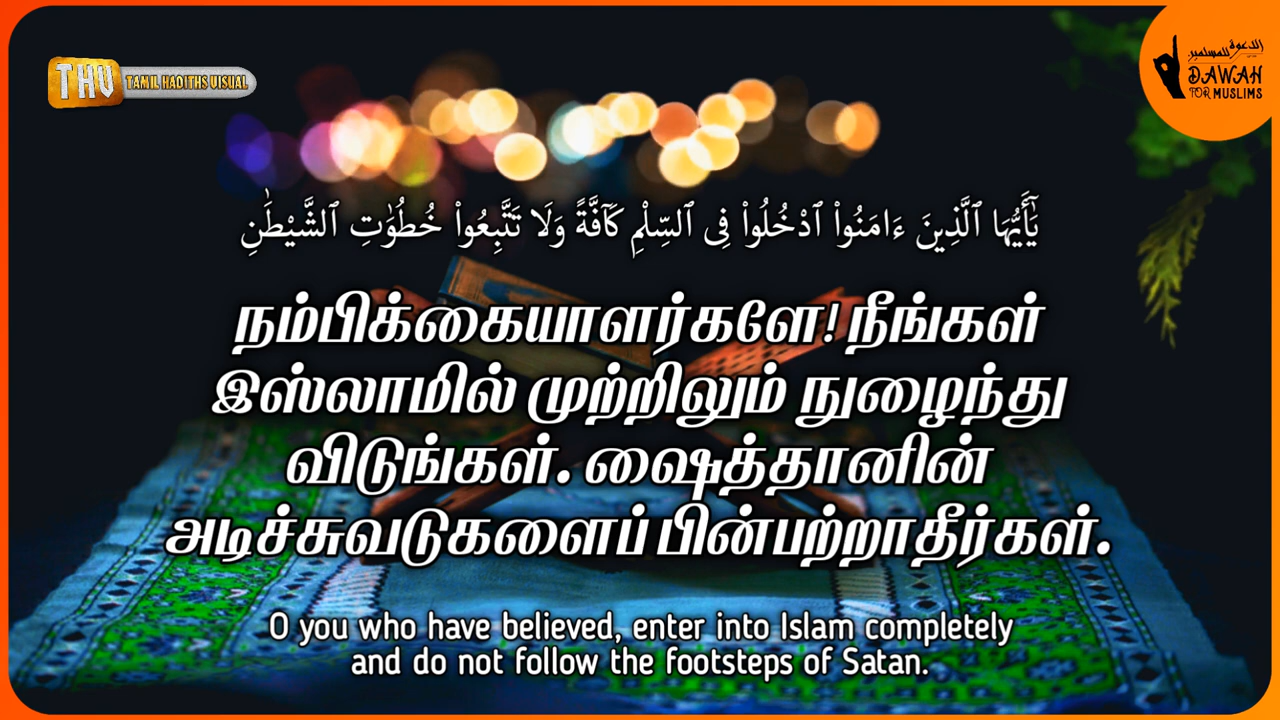 THV
TAMIL HADITHS VISUAL
الدعوة للمسلمين
DAWAH
FOR MUSLIMS
يَٰٓأَيُّهَا ٱلَّذِينَ ءَامَنُوا۟ ٱدْخُلُوا۟ فِى ٱلسِّلْمِ كَآفَّةً وَلَا تَتَّبِعُوا۟ خُطُوَٰتِ ٱلشَّيْطَٰنِ
நம்பிக்கையாளர்களே! நீங்கள்
இஸ்லாமில் முற்றிலும் நுழைந்து
விடுங்கள். ஷைத்தானின்
அடிச்சுவடுகளைப் பின்பற்றாதீர்கள்.
O you who have believed, enter into Islam completely
and do not follow the footsteps of Satan.